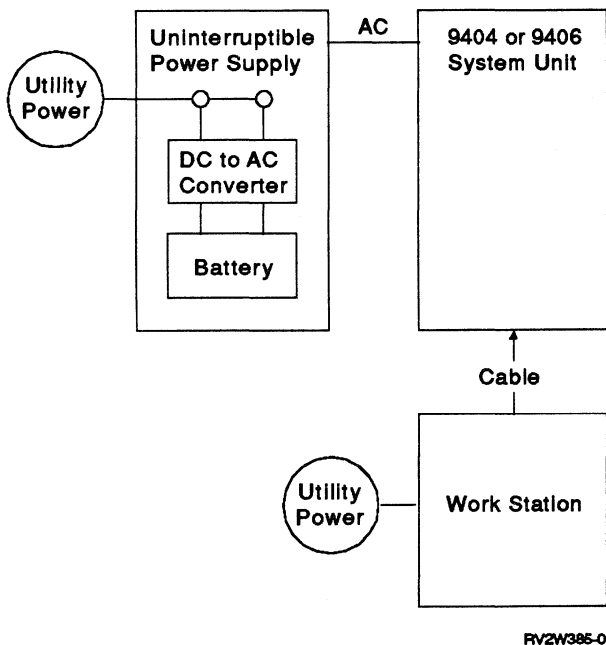 Uninterruptible
Power Supply
AC
9404 or 9406
System Unit
Utility
Power
DC to AC
Converter
Battery
Cable
Utility
Power
Work Station
RV2W385-0